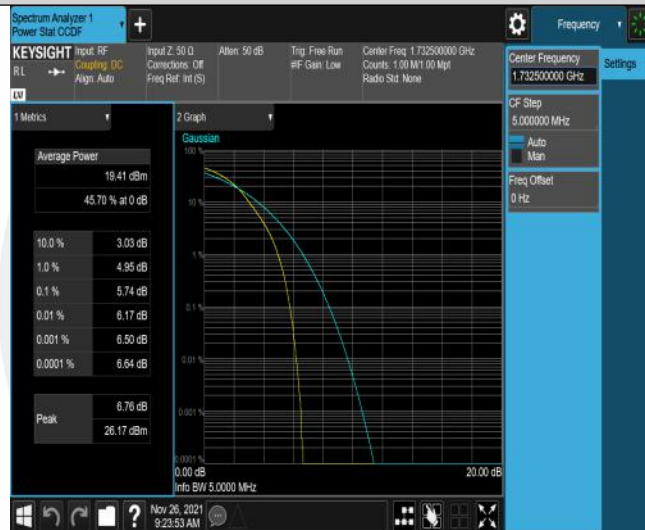 Spectrum Analyzer 1
Power Stat CCDF
Frequency
KEYSIGHT
RL
LXI
Input: RF
Coupling: DC
Align: Auto
Input Z: 50 Ω
Corrections: Off
Freq Ref: Int (S)
Atten: 50 dB
Trig: Free Run
#IF Gain: Low
Center Freq: 1.732500000 GHz
Counts: 1.00 M/1.00 Mpt
Radio Std: None
Center Frequency
1.732500000 GHz
Settings
CF Step
5.000000 MHz
Auto
Man
Freq Offset
0 Hz
1 Metrics
Average Power
19.41 dBm
45.70 % at 0 dB
10.0 % 3.03 dB
1.0 % 4.95 dB
0.1 % 5.74 dB
0.01 % 6.17 dB
0.001 % 6.50 dB
0.0001 % 6.64 dB
Peak
6.76 dB
26.17 dBm
2 Graph
Gaussian
100 %
10 %
1 %
0.1 %
0.01 %
0.001 %
0.0001 %
0.00 dB 20.00 dB
Info BW 5.0000 MHz
?
Nov 26, 2021
9:23:53 AM